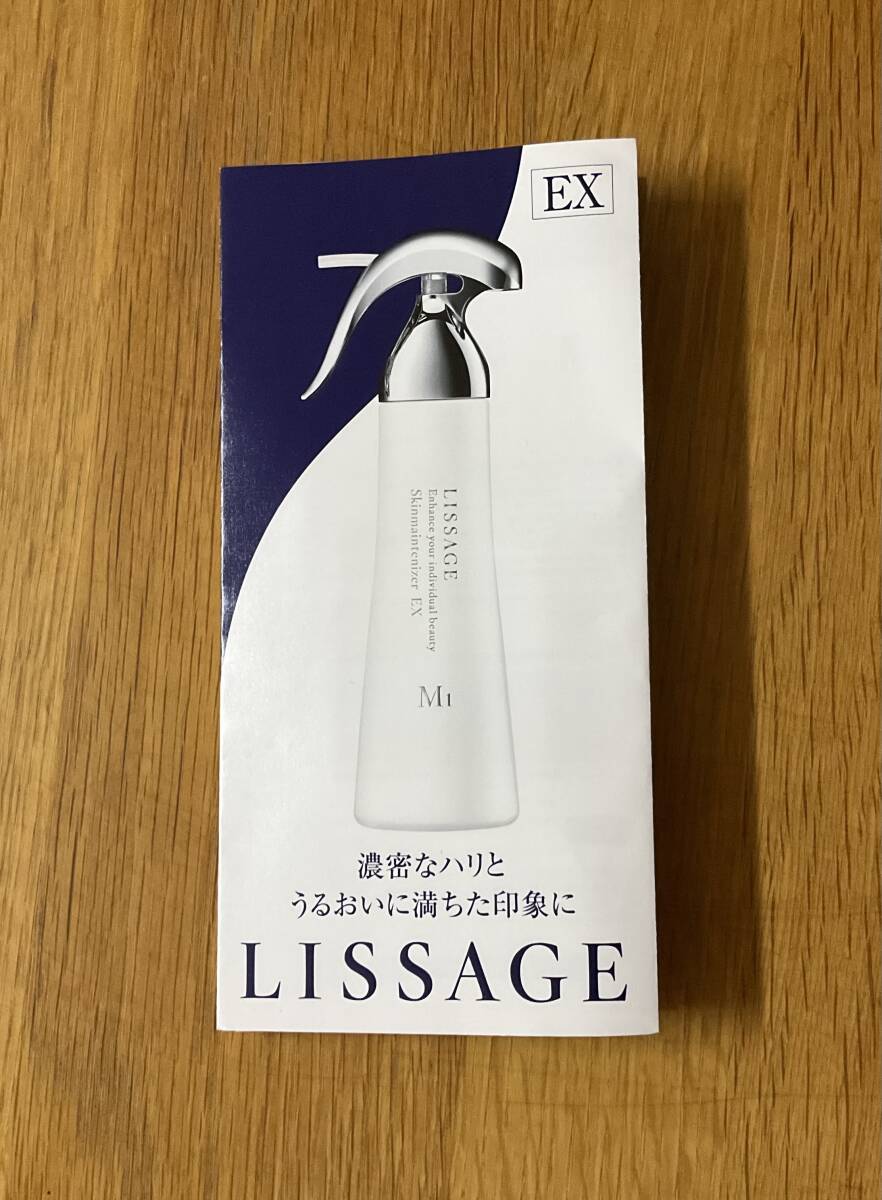 EX
LISSAGE
Enhance your individual beauty
Skinmaintenizer EX
M1
濃密なハリと
うるおいに満ちた印象に
LISSAGE